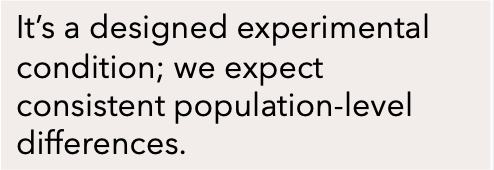 It’s a designed experimental
condition; we expect
consistent population-level
differences.